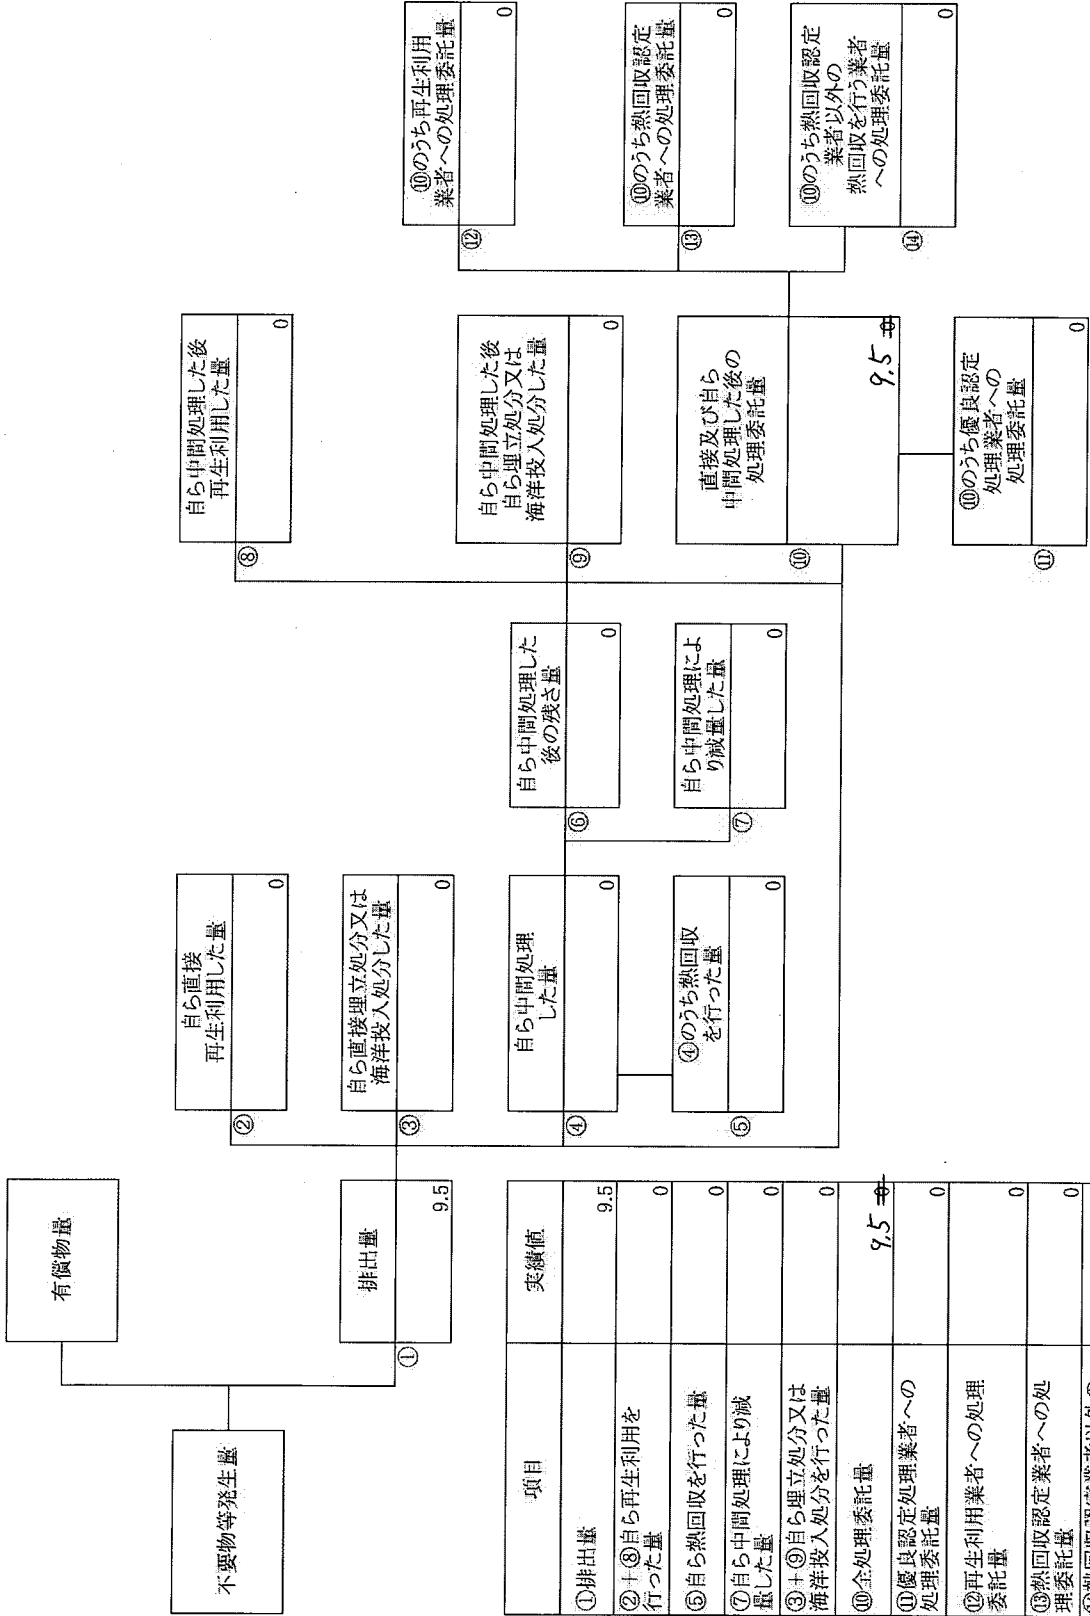 不要物等発生量
有償物量
①
排出量
9.5
②
自ら直接
再生利用した量
0
③
自ら直接埋立処分又は
海洋投入処分した量
0
④
自ら中間処理
した量
0
⑤
④のうち熱回収
を行った量
0
⑥
自ら中間処理した
後の残さ量
0
⑦
自ら中間処理によ
り減量した量
0
⑧
自ら中間処理した後
再生利用した量
0
⑨
自ら中間処理した後
自ら埋立処分又は
海洋投入処分した量
0
⑩
直接及び自ら
中間処理した後の
処理委託量
9.5 0
⑪
⑩のうち優良認定
処理業者への
処理委託量
0
⑫
⑩のうち再生利用
業者への処理委託量
0
⑬
⑩のうち熱回収認定
業者への処理委託量
0
⑭
⑩のうち熱回収認定
業者以外の
熱回収を行う業者
への処理委託量
0
項目 実績値
①排出量 9.5
②+⑧自ら再生利用を
行った量 0
⑤自ら熱回収を行った量 0
⑦自ら中間処理により減
量した量 0
③+⑨自ら埋立処分又は
海洋投入処分を行った量 0
⑩全処理委託量 9.5 0
⑪優良認定処理業者への
処理委託量 0
⑫再生利用業者への処理
委託量 0
⑬熱回収認定業者への処
理委託量 0